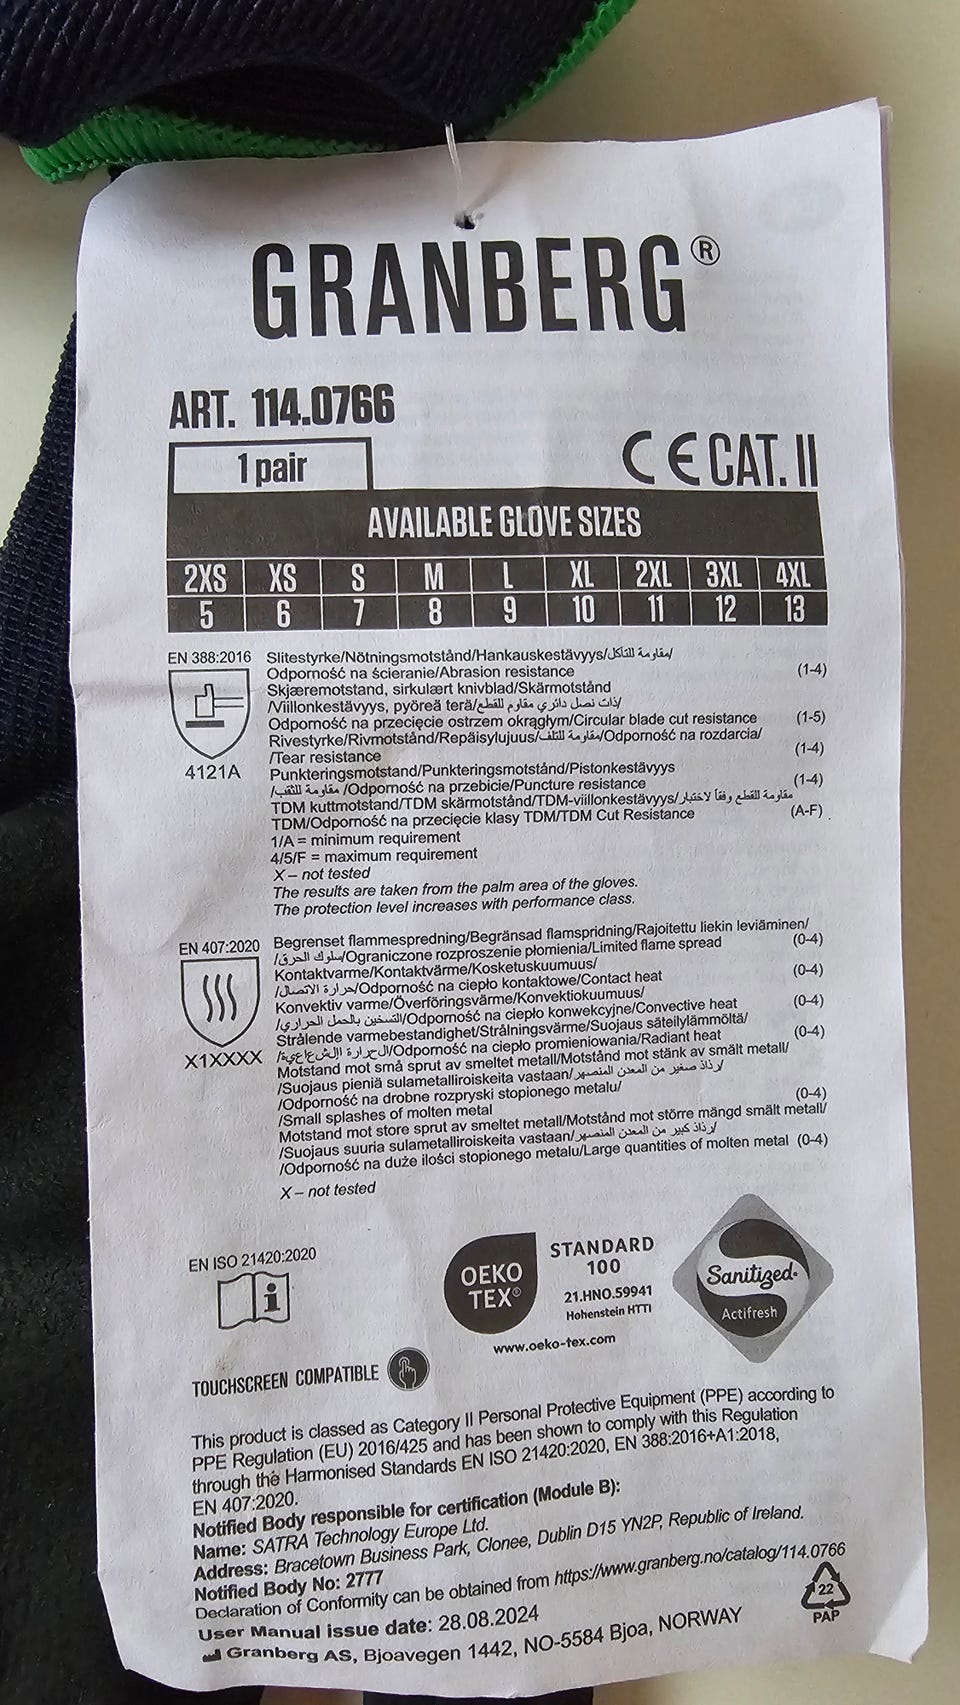 GRANBERG®
ART. 114.0766
1 pair
CE CAT. II
AVAILABLE GLOVE SIZES
2XS XS S M L XL 2XL 3XL 4XL
5 6 7 8 9 10 11 12 13
EN 388:2016
4121A
Slitestyrke/Nötningsmotstånd/Hankauskestävyys/مقاومة للتآكل/
Odporność na ścieranie/Abrasion resistance (1-4)
Skjæremotstand, sirkulært knivblad/Skärmotstånd
/Viillonkestävyys, pyöreä terä/ذات نصل دائري مقاوم للقطع/
Odporność na przecięcie ostrzem okrągłym/Circular blade cut resistance (1-5)
Rivestyrke/Rivmotstånd/Repäisylujuus/مقاومة للتلف/Odporność na rozdarcia/
/Tear resistance (1-4)
Punkteringsmotstand/Punkteringsmotstånd/Pistonkestävyys
/مقاومة للثقب/Odporność na przebicie/Puncture resistance (1-4)
TDM kuttmotstand/TDM skärmotstånd/TDM-viillonkestävyys/مقاومة للقطع وفقاً لاختبار
TDM/Odporność na przecięcie klasy TDM/TDM Cut Resistance (A-F)
1/A = minimum requirement
4/5/F = maximum requirement
X – not tested
The results are taken from the palm area of the gloves.
The protection level increases with performance class.
EN 407:2020
X1XXXX
Begrenset flammespredning/Begränsad flamspridning/Rajoitettu liekin leviäminen/
/سلوك الحرق/Ograniczone rozproszenie płomienia/Limited flame spread (0-4)
Kontaktvarme/Kontaktvärme/Kosketuskuumuus/
/حرارة الاتصال/Odporność na ciepło kontaktowe/Contact heat (0-4)
Konvektiv varme/Överföringsvärme/Konvektiokuumuus/
/التسخين بالحمل الحراري/Odporność na ciepło konwekcyjne/Convective heat (0-4)
Strålende varmebestandighet/Strålningsvärme/Suojaus säteilylämmöltä/
/الحرارة الإشعاعية/Odporność na ciepło promieniowania/Radiant heat (0-4)
Motstand mot små sprut av smeltet metall/Motstånd mot stänk av smält metall/
/Suojaus pieniä sulametalliroiskeita vastaan/رذاذ صغير من المعدن المنصهر/
/Odporność na drobne rozpryski stopionego metalu/
/Small splashes of molten metal (0-4)
Motstand mot store sprut av smeltet metall/Motstånd mot större mängd smält metall/
/Suojaus suuria sulametalliroiskeita vastaan/رذاذ كبير من المعدن المنصهر/
/Odporność na duże ilości stopionego metalu/Large quantities of molten metal (0-4)
X – not tested
EN ISO 21420:2020
OEKO
TEX®
STANDARD
100
21.HNO.59941
Hohenstein HTTI
www.oeko-tex.com
Sanitized
Actifresh
TOUCHSCREEN COMPATIBLE
This product is classed as Category II Personal Protective Equipment (PPE) according to
PPE Regulation (EU) 2016/425 and has been shown to comply with this Regulation
through the Harmonised Standards EN ISO 21420:2020, EN 388:2016+A1:2018,
EN 407:2020.
Notified Body responsible for certification (Module B):
Name: SATRA Technology Europe Ltd.
Address: Bracetown Business Park, Clonee, Dublin D15 YN2P, Republic of Ireland.
Notified Body No: 2777
Declaration of Conformity can be obtained from https://www.granberg.no/catalog/114.0766
User Manual issue date: 28.08.2024
Granberg AS, Bjoavegen 1442, NO-5584 Bjoa, NORWAY
22
PAP